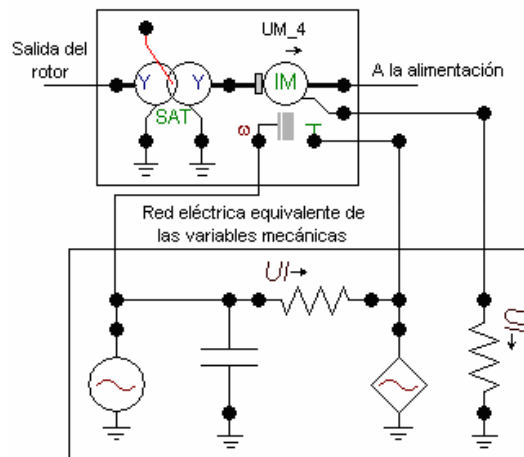 UM_4
Salida del
rotor
Y Y
IM
A la alimentación
SAT
ω
T
Red eléctrica equivalente de
las variables mecánicas
UI
UI